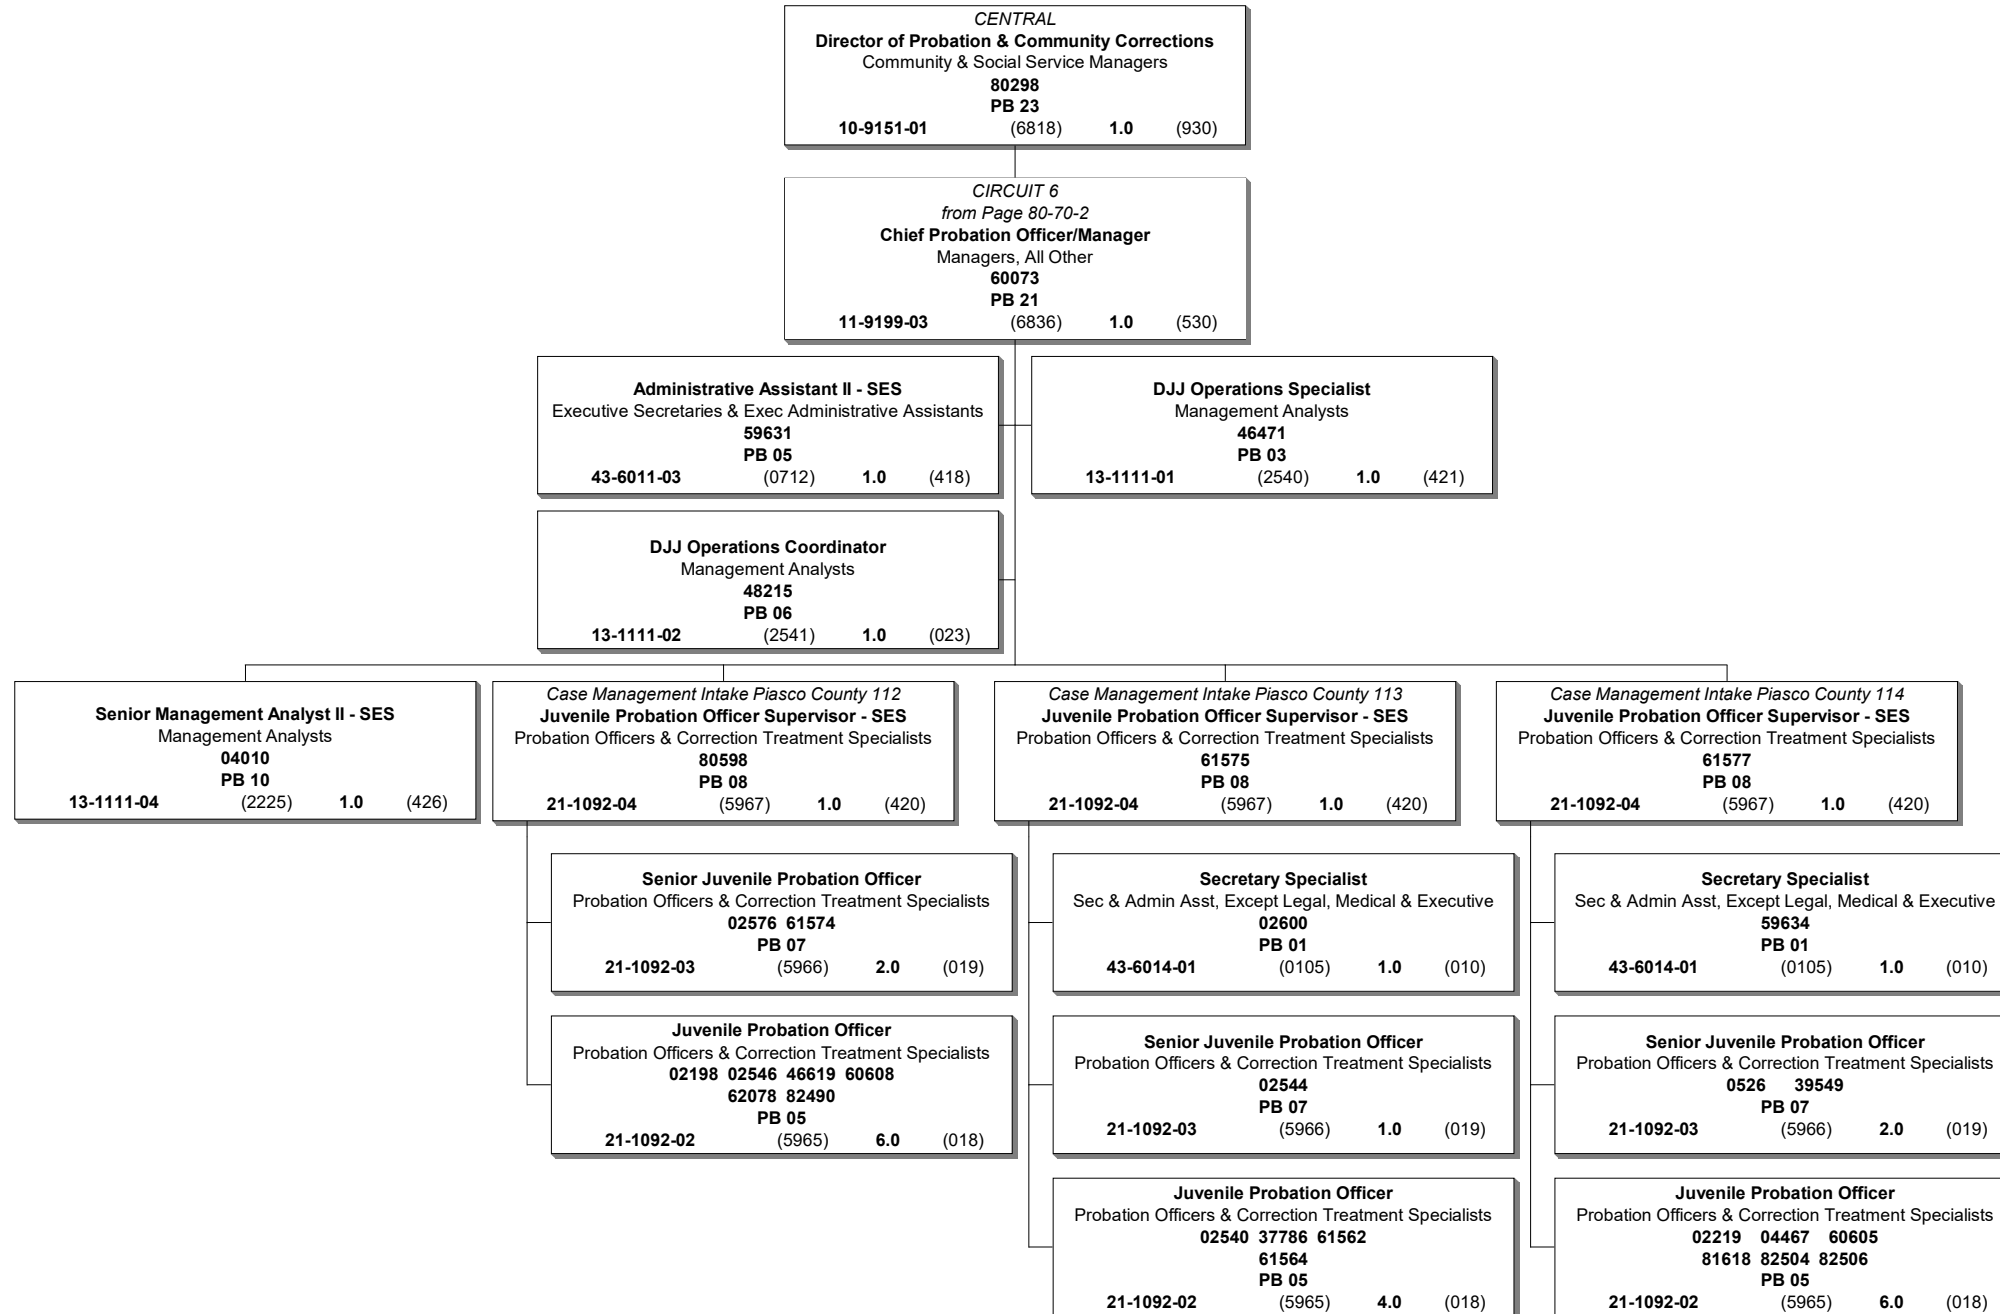 CENTRAL
Director of Probation & Community Corrections
Community & Social Service Managers
80298
PB 23
10-9151-01 (6818) 1.0 (930)
CIRCUIT 6
from Page 80-70-2
Chief Probation Officer/Manager
Managers, All Other
60073
PB 21
11-9199-03 (6836) 1.0 (530)
Administrative Assistant II - SES
Executive Secretaries & Exec Administrative Assistants
59631
PB 05
43-6011-03 (0712) 1.0 (418)
DJJ Operations Specialist
Management Analysts
46471
PB 03
13-1111-01 (2540) 1.0 (421)
DJJ Operations Coordinator
Management Analysts
48215
PB 06
13-1111-02 (2541) 1.0 (023)
Senior Management Analyst II - SES
Management Analysts
04010
PB 10
13-1111-04 (2225) 1.0 (426)
Case Management Intake Piasco County 112
Juvenile Probation Officer Supervisor - SES
Probation Officers & Correction Treatment Specialists
80598
PB 08
21-1092-04 (5967) 1.0 (420)
Case Management Intake Piasco County 113
Juvenile Probation Officer Supervisor - SES
Probation Officers & Correction Treatment Specialists
61575
PB 08
21-1092-04 (5967) 1.0 (420)
Case Management Intake Piasco County 114
Juvenile Probation Officer Supervisor - SES
Probation Officers & Correction Treatment Specialists
61577
PB 08
21-1092-04 (5967) 1.0 (420)
Senior Juvenile Probation Officer
Probation Officers & Correction Treatment Specialists
02576 61574
PB 07
21-1092-03 (5966) 2.0 (019)
Juvenile Probation Officer
Probation Officers & Correction Treatment Specialists
02198 02546 46619 60608
62078 82490
PB 05
21-1092-02 (5965) 6.0 (018)
Secretary Specialist
Sec & Admin Asst, Except Legal, Medical & Executive
02600
PB 01
43-6014-01 (0105) 1.0 (010)
Senior Juvenile Probation Officer
Probation Officers & Correction Treatment Specialists
02544
PB 07
21-1092-03 (5966) 1.0 (019)
Juvenile Probation Officer
Probation Officers & Correction Treatment Specialists
02540 37786 61562
61564
PB 05
21-1092-02 (5965) 4.0 (018)
Secretary Specialist
Sec & Admin Asst, Except Legal, Medical & Executive
59634
PB 01
43-6014-01 (0105) 1.0 (010)
Senior Juvenile Probation Officer
Probation Officers & Correction Treatment Specialists
0526 39549
PB 07
21-1092-03 (5966) 2.0 (019)
Juvenile Probation Officer
Probation Officers & Correction Treatment Specialists
02219 04467 60605
81618 82504 82506
PB 05
21-1092-02 (5965) 6.0 (018)